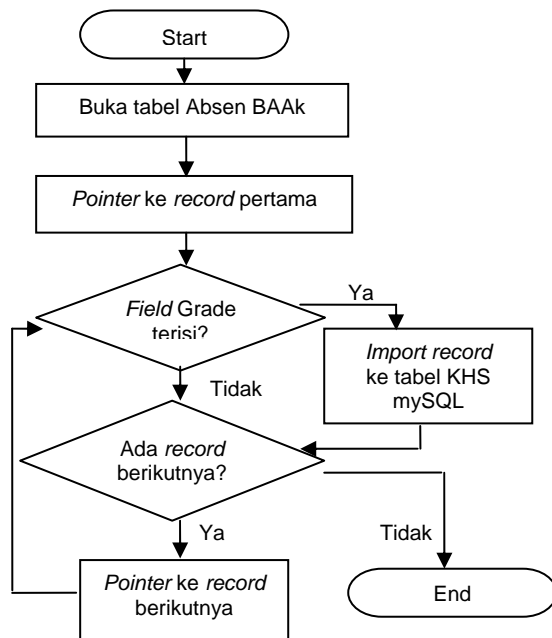 Start
Buka tabel Absen BAAk
Pointer ke record pertama
Field Grade
terisi?
Ya
Import record
ke tabel KHS
mySQL
Tidak
Ada record
berikutnya?
Ya
Tidak
Pointer ke record
berikutnya
End